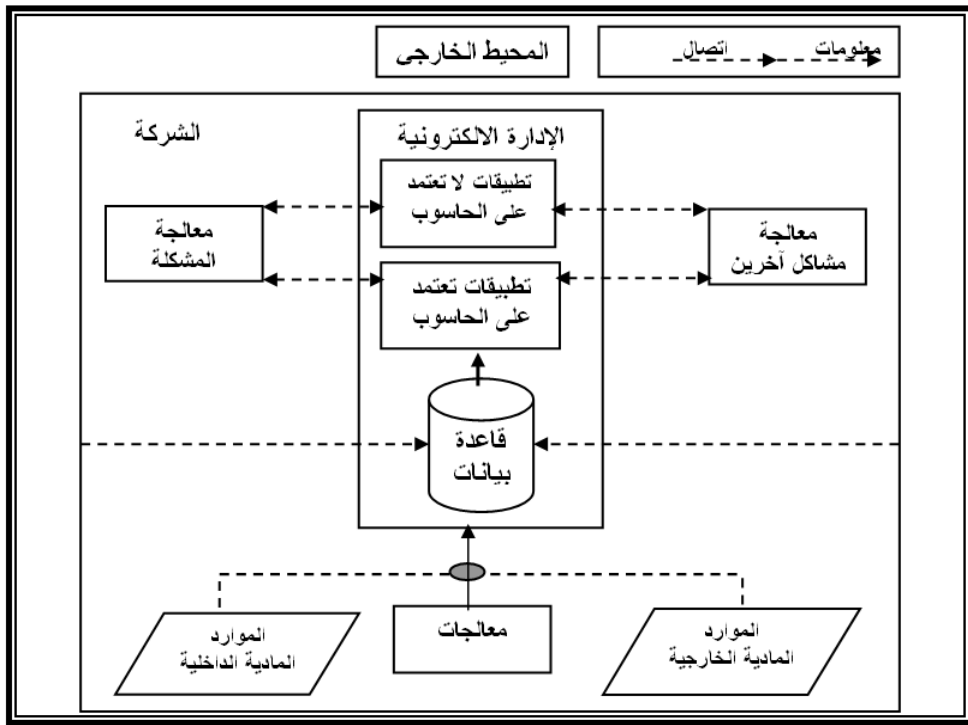 معلومات اتصال
المحيط الخارجى
الشركة
الإدارة الالكترونية
تطبيقات لا تعتمد
على الحاسوب
معالجة
مشاكل آخرين
معالجة
المشكلة
تطبيقات تعتمد
على الحاسوب
قاعدة
بيانات
الموارد
المادية الخارجية
معالجات
الموارد
المادية الداخلية